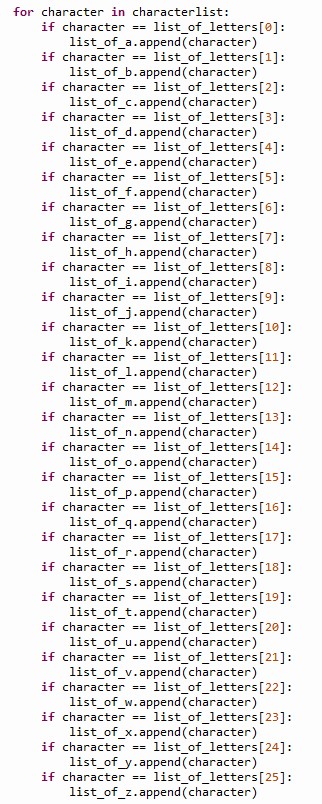 for character in characterlist:
    if character == list_of_letters[0]:
        list_of_a.append(character)
    if character == list_of_letters[1]:
        list_of_b.append(character)
    if character == list_of_letters[2]:
        list_of_c.append(character)
    if character == list_of_letters[3]:
        list_of_d.append(character)
    if character == list_of_letters[4]:
        list_of_e.append(character)
    if character == list_of_letters[5]:
        list_of_f.append(character)
    if character == list_of_letters[6]:
        list_of_g.append(character)
    if character == list_of_letters[7]:
        list_of_h.append(character)
    if character == list_of_letters[8]:
        list_of_i.append(character)
    if character == list_of_letters[9]:
        list_of_j.append(character)
    if character == list_of_letters[10]:
        list_of_k.append(character)
    if character == list_of_letters[11]:
        list_of_l.append(character)
    if character == list_of_letters[12]:
        list_of_m.append(character)
    if character == list_of_letters[13]:
        list_of_n.append(character)
    if character == list_of_letters[14]:
        list_of_o.append(character)
    if character == list_of_letters[15]:
        list_of_p.append(character)
    if character == list_of_letters[16]:
        list_of_q.append(character)
    if character == list_of_letters[17]:
        list_of_r.append(character)
    if character == list_of_letters[18]:
        list_of_s.append(character)
    if character == list_of_letters[19]:
        list_of_t.append(character)
    if character == list_of_letters[20]:
        list_of_u.append(character)
    if character == list_of_letters[21]:
        list_of_v.append(character)
    if character == list_of_letters[22]:
        list_of_w.append(character)
    if character == list_of_letters[23]:
        list_of_x.append(character)
    if character == list_of_letters[24]:
        list_of_y.append(character)
    if character == list_of_letters[25]:
        list_of_z.append(character)